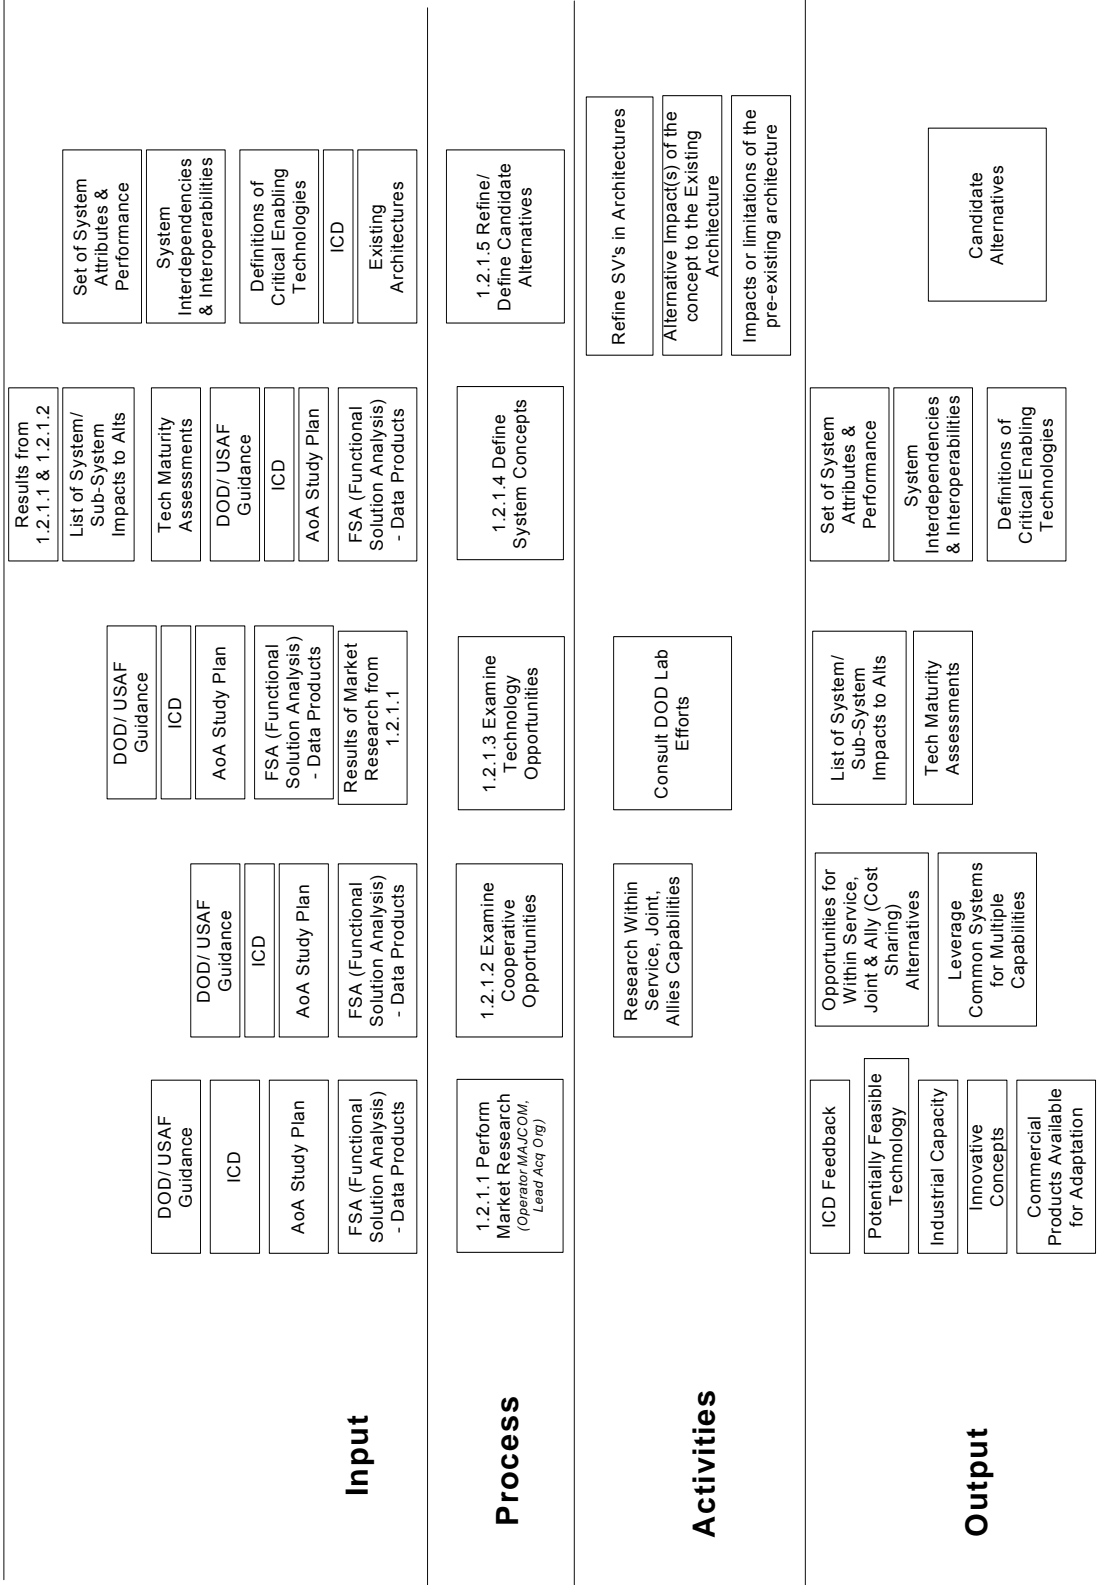 Input
DOD/ USAF
Guidance
ICD
AoA Study Plan
FSA (Functional
Solution Analysis)
- Data Products
DOD/ USAF
Guidance
ICD
AoA Study Plan
FSA (Functional
Solution Analysis)
- Data Products
DOD/ USAF
Guidance
ICD
AoA Study Plan
FSA (Functional
Solution Analysis)
- Data Products
Results of Market
Research from
1.2.1.1
Results from
1.2.1.1 & 1.2.1.2
List of System/
Sub-System
Impacts to Alts
Tech Maturity
Assessments
DOD/ USAF
Guidance
ICD
AoA Study Plan
FSA (Functional
Solution Analysis)
- Data Products
Set of System
Attributes &
Performance
System
Interdependencies
& Interoperabilities
Definitions of
Critical Enabling
Technologies
ICD
Existing
Architectures
Process
1.2.1.1 Perform
Market Research
(Operator MAJCOM,
Lead Acq Org)
1.2.1.2 Examine
Cooperative
Opportunities
1.2.1.3 Examine
Technology
Opportunities
1.2.1.4 Define
System Concepts
1.2.1.5 Refine/
Define Candidate
Alternatives
Activities
Research Within
Service, Joint,
Allies Capabilities
Consult DOD Lab
Efforts
Refine SV's in Architectures
Alternative Impact(s) of the
concept to the Existing
Architecture
Impacts or limitations of the
pre-existing architecture
Output
ICD Feedback
Potentially Feasible
Technology
Industrial Capacity
Innovative
Concepts
Commercial
Products Available
for Adaptation
Opportunities for
Within Service,
Joint & Ally (Cost
Sharing)
Alternatives
Leverage
Common Systems
for Multiple
Capabilities
List of System/
Sub-System
Impacts to Alts
Tech Maturity
Assessments
Set of System
Attributes &
Performance
System
Interdependencies
& Interoperabilities
Definitions of
Critical Enabling
Technologies
Candidate
Alternatives